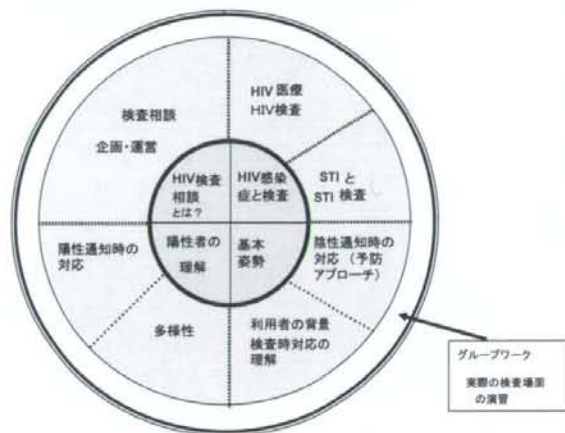 検査相談
企画・運営
HIV 医療
HIV検査
STI と
STI 検査
HIV検査
相談
とは?
HIV感染
症と検査
陽性者の
理解
基本
姿勢
陽性通知時の
対応
陰性通知時の
対応 (予防
アプローチ)
多様性
利用者の背景
検査時対応の
理解
グループワーク
実際の検査場面
の演習